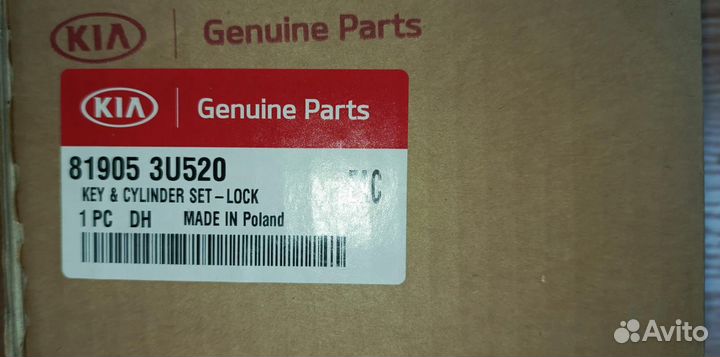 KIA Genuine Parts
KIA Genuine Parts
81905 3U520
KEY & CYLINDER SET-LOCK
1 PC DH MADE IN Poland
Avito